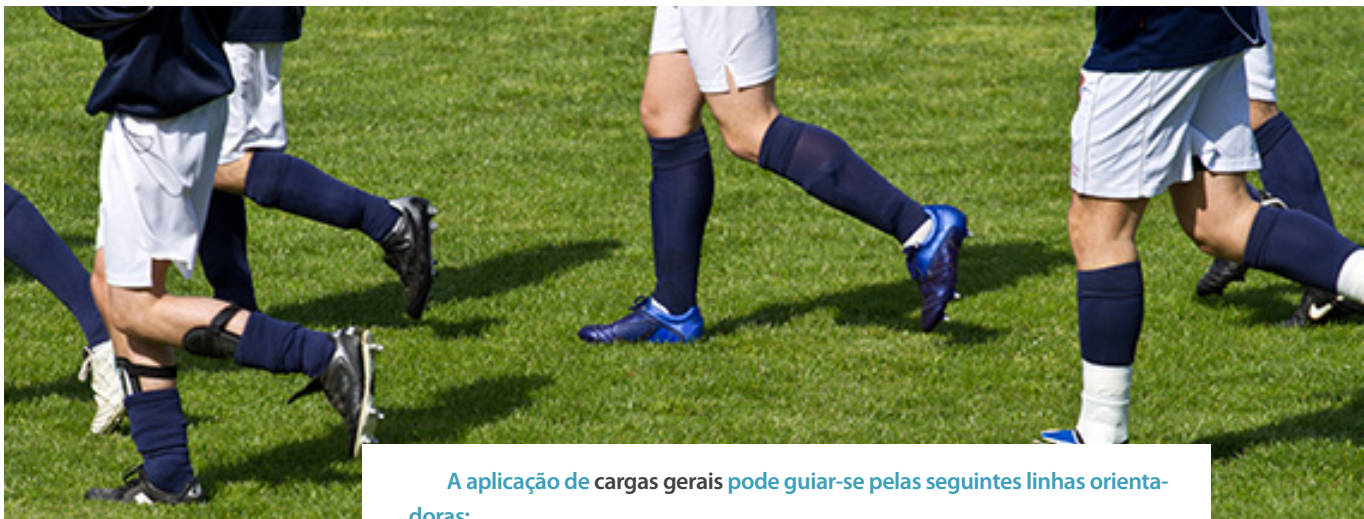 A aplicação de cargas gerais pode guiar-se pelas seguintes linhas orienta-
doras: